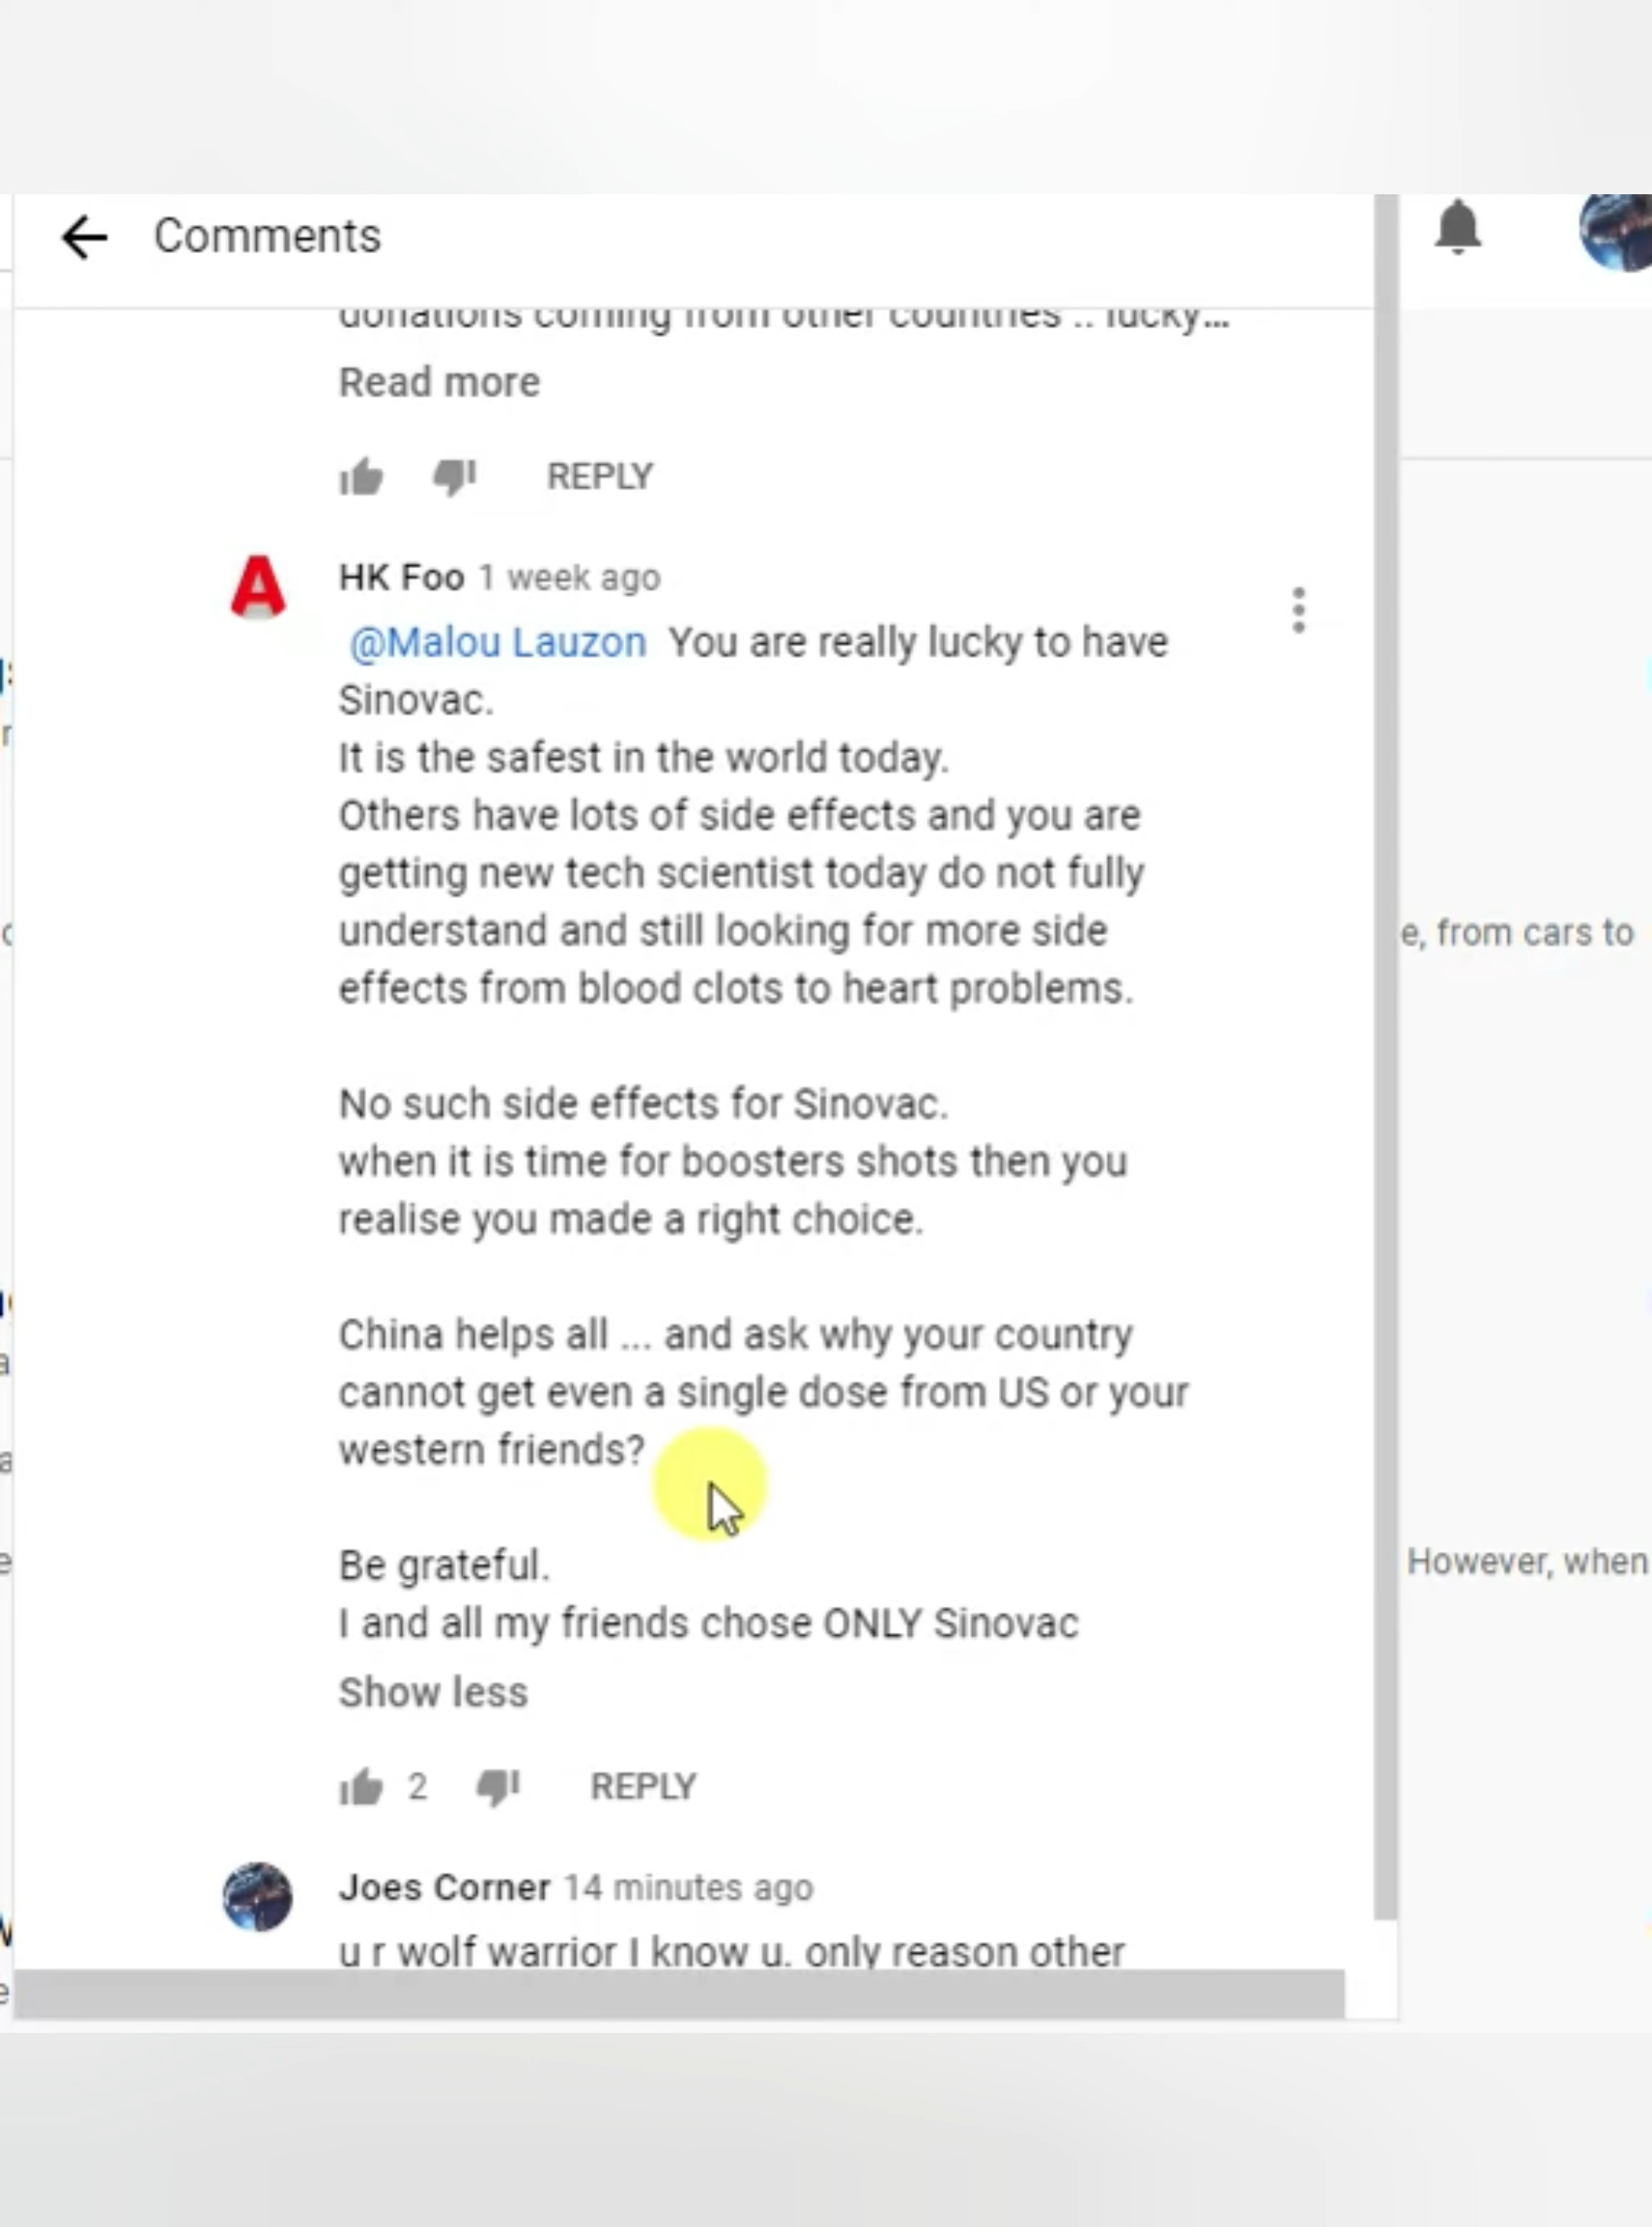 Comments
donations coming from other countries .. lucky...
Read more
REPLY
A
HK Foo 1 week ago
@Malou Lauzon You are really lucky to have
Sinovac.
It is the safest in the world today.
Others have lots of side effects and you are
getting new tech scientist today do not fully
understand and still looking for more side
effects from blood clots to heart problems.
e, from cars to
No such side effects for Sinovac.
when it is time for boosters shots then you
realise you made a right choice.
China helps all ... and ask why your country
cannot get even a single dose from US or your
western friends?
Be grateful.
However, when
I and all my friends chose ONLY Sinovac
Show less
2 REPLY
Joes Corner 14 minutes ago
u r wolf warrior I know u. only reason other